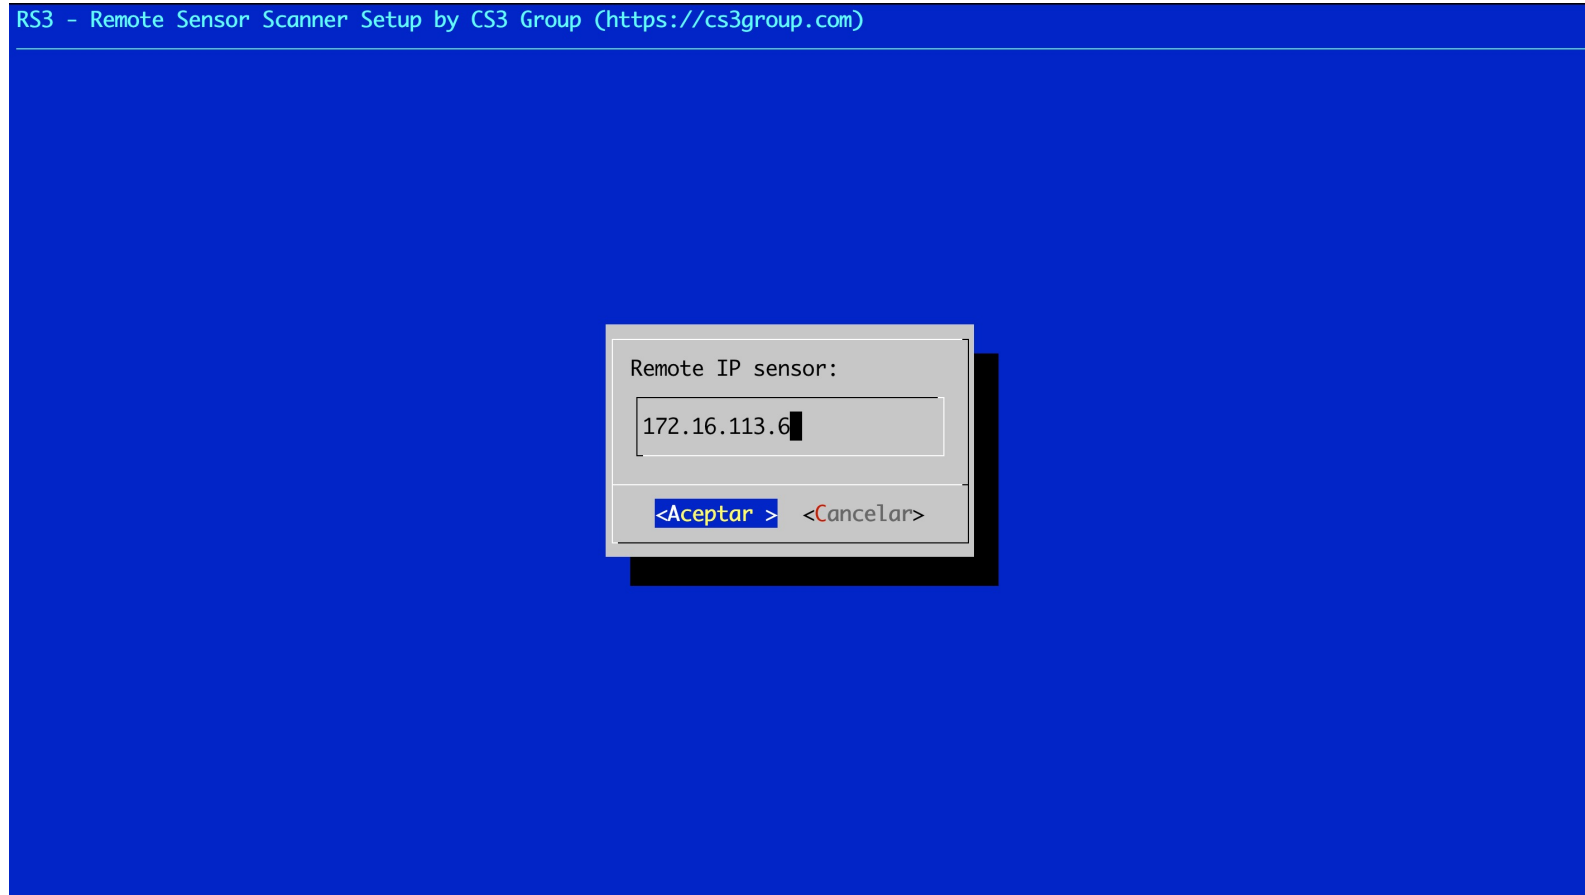 RS3 - Remote Sensor Scanner Setup by CS3 Group (https://cs3group.com)
Remote IP sensor:
172.16.113.6
<Aceptar > <Cancelar>